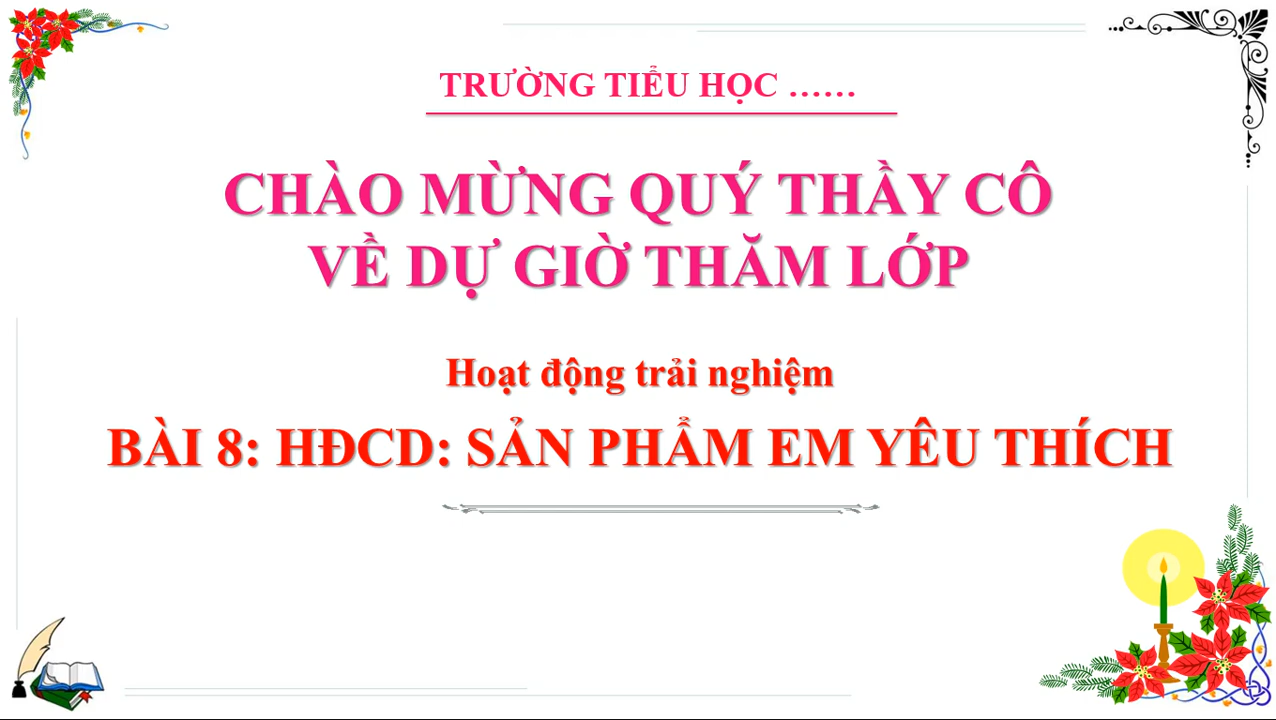 TRƯỜNG TIỂU HỌC ……
CHÀO MỪNG QUÝ THẦY CÔ
VỀ DỰ GIỜ THĂM LỚP
Hoạt động trải nghiệm
BÀI 8: HĐCD: SẢN PHẨM EM YÊU THÍCH